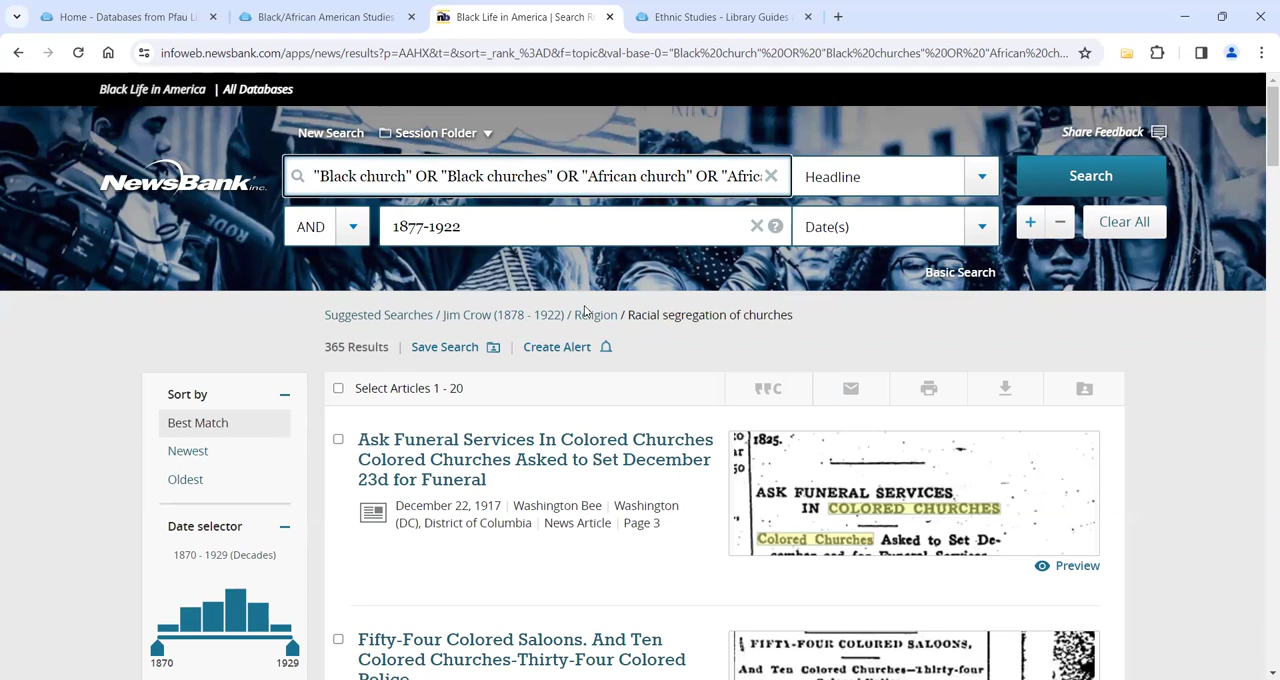 Home - Databases from Pfau Li
Black/African American Studies
Black Life in America | Search Re
Ethnic Studies - Library Guides
infoweb.newsbank.com/apps/news/results?p=AAHX&t=&sort=_rank_%3AD&f=topic&val-base-0="Black%20church"%20OR%20"Black%20churches"%20OR%20"African%20ch...
Black Life in America | All Databases
New Search Session Folder
Share Feedback
NewsBank, inc.
"Black church" OR "Black churches" OR "African church" OR "Afric
Headline
Search
AND
1877-1922
Date(s)
+ −
Clear All
Basic Search
Suggested Searches / Jim Crow (1878 - 1922) / Religion / Racial segregation of churches
365 Results | Save Search Create Alert
Sort by
Best Match
Newest
Oldest
Date selector
1870 - 1929 (Decades)
1870 1929
Select Articles 1 - 20
Ask Funeral Services In Colored Churches
Colored Churches Asked to Set December
23d for Funeral
December 22, 1917 | Washington Bee | Washington
(DC), District of Columbia | News Article | Page 3
1825.
ASK FUNERAL SERVICES
IN COLORED CHURCHES
Colored Churches Asked to Set De-
cember 23d for Funeral Services
Preview
Fifty-Four Colored Saloons. And Ten
Colored Churches-Thirty-Four Colored
Police
FIFTY-FOUR COLORED SALOONS,
And Ten Colored Churches—Thirty-four